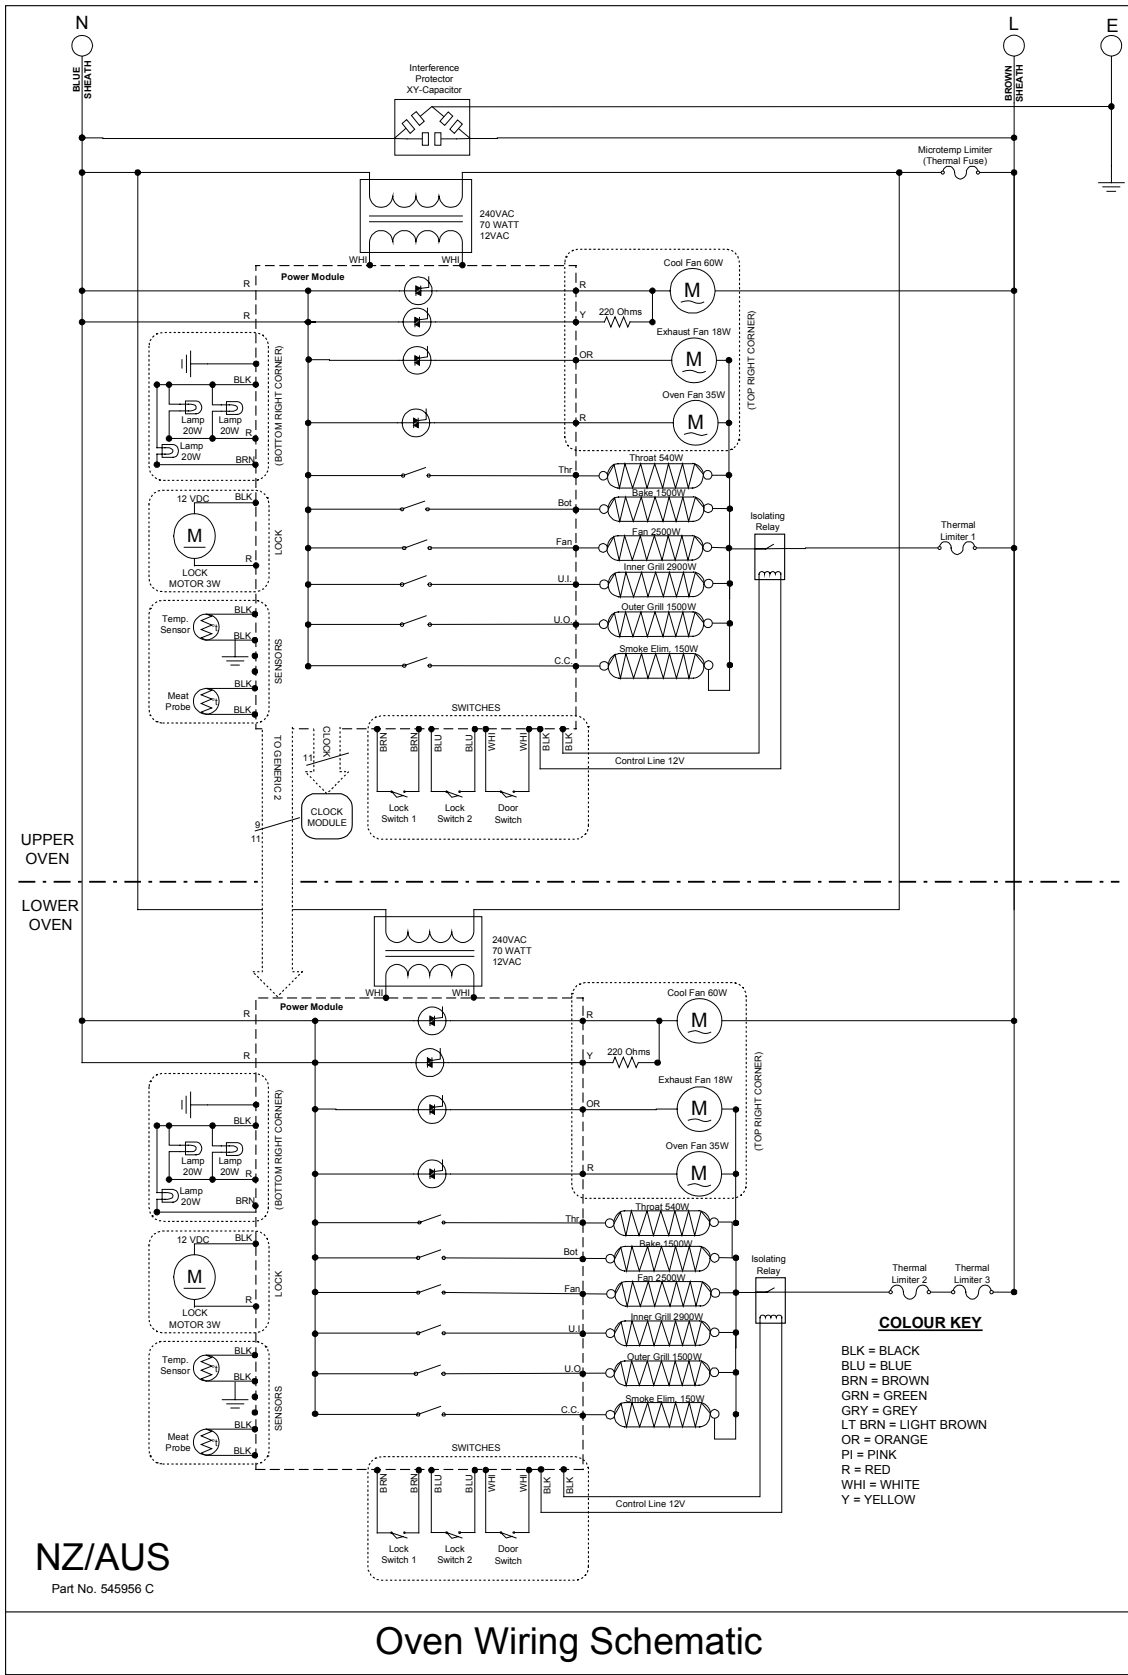 N
L
E
BLUE
SHEATH
BROWN
SHEATH
Interference
Protector
XY-Capacitor
Microtemp Limiter
(Thermal Fuse)
240VAC
70 WATT
12VAC
WHI
WHI
Power Module
R
R
R
Y
220 Ohms
OR
R
Cool Fan 60W
M
Exhaust Fan 18W
M
Oven Fan 35W
M
(TOP RIGHT CORNER)
BLK
Lamp
20W
Lamp
20W
R
Lamp
20W
BRN
(BOTTOM RIGHT CORNER)
Thr
Throat 540W
Bot
Bake 1500W
Fan
Fan 2500W
U.I.
Inner Grill 2900W
U.O.
Outer Grill 1500W
C.C.
Smoke Elim, 150W
Isolating
Relay
Thermal
Limiter 1
12 VDC
BLK
M
R
LOCK
MOTOR 3W
LOCK
Temp.
Sensor
t
BLK
BLK
Meat
Probe
t
BLK
BLK
SENSORS
SWITCHES
BRN
BRN
BLU
BLU
WHI
WHI
BLK
BLK
Control Line 12V
Lock
Switch 1
Lock
Switch 2
Door
Switch
TO GENERIC 2
CLOCK
11
CLOCK
MODULE
9
11
UPPER
OVEN
LOWER
OVEN
240VAC
70 WATT
12VAC
WHI
WHI
Power Module
R
R
R
Y
220 Ohms
OR
R
Cool Fan 60W
M
Exhaust Fan 18W
M
Oven Fan 35W
M
(TOP RIGHT CORNER)
BLK
Lamp
20W
Lamp
20W
R
Lamp
20W
BRN
(BOTTOM RIGHT CORNER)
Thr
Throat 540W
Bot
Bake 1500W
Fan
Fan 2500W
U.I.
Inner Grill 2900W
U.O.
Outer Grill 1500W
C.C.
Smoke Elim, 150W
Isolating
Relay
Thermal
Limiter 2
Thermal
Limiter 3
12 VDC
BLK
M
R
LOCK
MOTOR 3W
LOCK
Temp.
Sensor
t
BLK
BLK
Meat
Probe
t
BLK
BLK
SENSORS
SWITCHES
BRN
BRN
BLU
BLU
WHI
WHI
BLK
BLK
Control Line 12V
Lock
Switch 1
Lock
Switch 2
Door
Switch
COLOUR KEY
BLK = BLACK
BLU = BLUE
BRN = BROWN
GRN = GREEN
GRY = GREY
LT BRN = LIGHT BROWN
OR = ORANGE
PI = PINK
R = RED
WHI = WHITE
Y = YELLOW
NZ/AUS
Part No. 545956 C
Oven Wiring Schematic